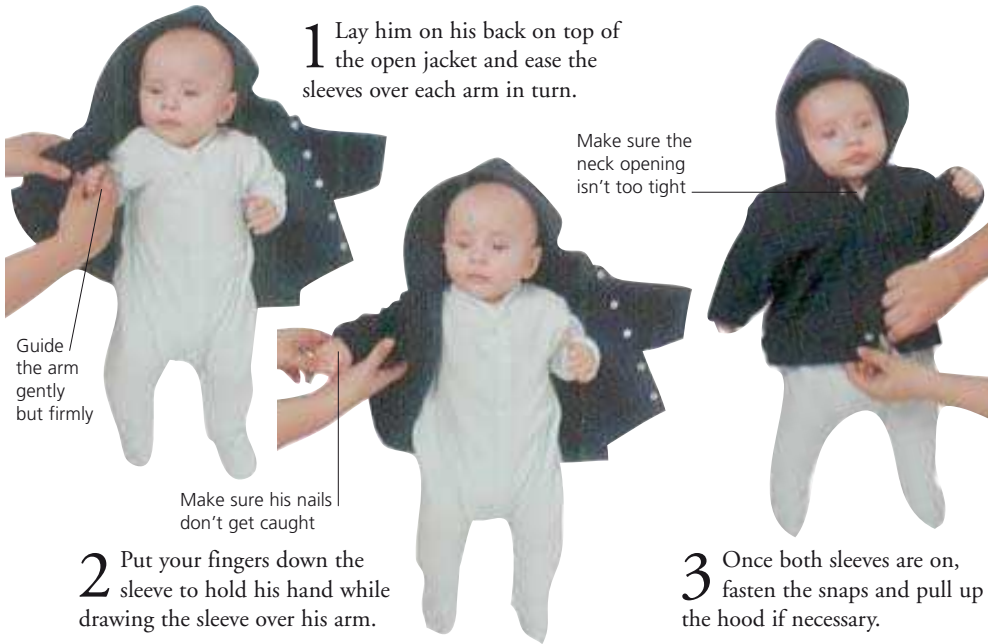 1 Lay him on his back on top of
the open jacket and ease the
sleeves over each arm in turn.
Guide
the arm
gently
but firmly
Make sure his nails
don't get caught
2 Put your fingers down the
sleeve to hold his hand while
drawing the sleeve over his arm.
Make sure the
neck opening
isn't too tight
3 Once both sleeves are on,
fasten the snaps and pull up
the hood if necessary.